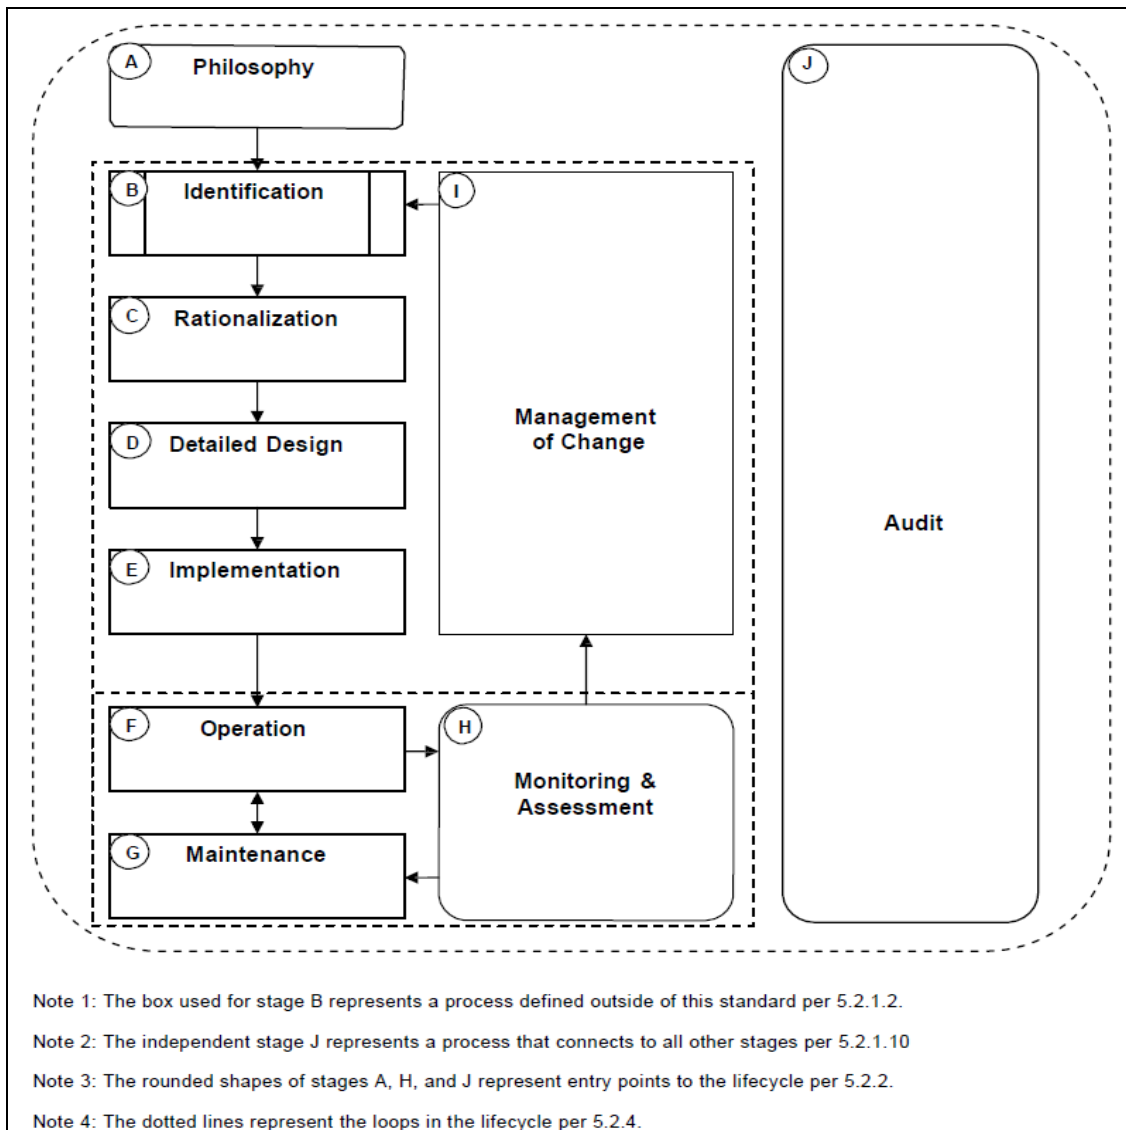 A
Philosophy
J
B
Identification
I
C
Rationalization
Management
of Change
D
Detailed Design
Audit
E
Implementation
F
Operation
H
Monitoring &
Assessment
G
Maintenance
Note 1: The box used for stage B represents a process defined outside of this standard per 5.2.1.2.
Note 2: The independent stage J represents a process that connects to all other stages per 5.2.1.10
Note 3: The rounded shapes of stages A, H, and J represent entry points to the lifecycle per 5.2.2.
Note 4: The dotted lines represent the loops in the lifecycle per 5.2.4.